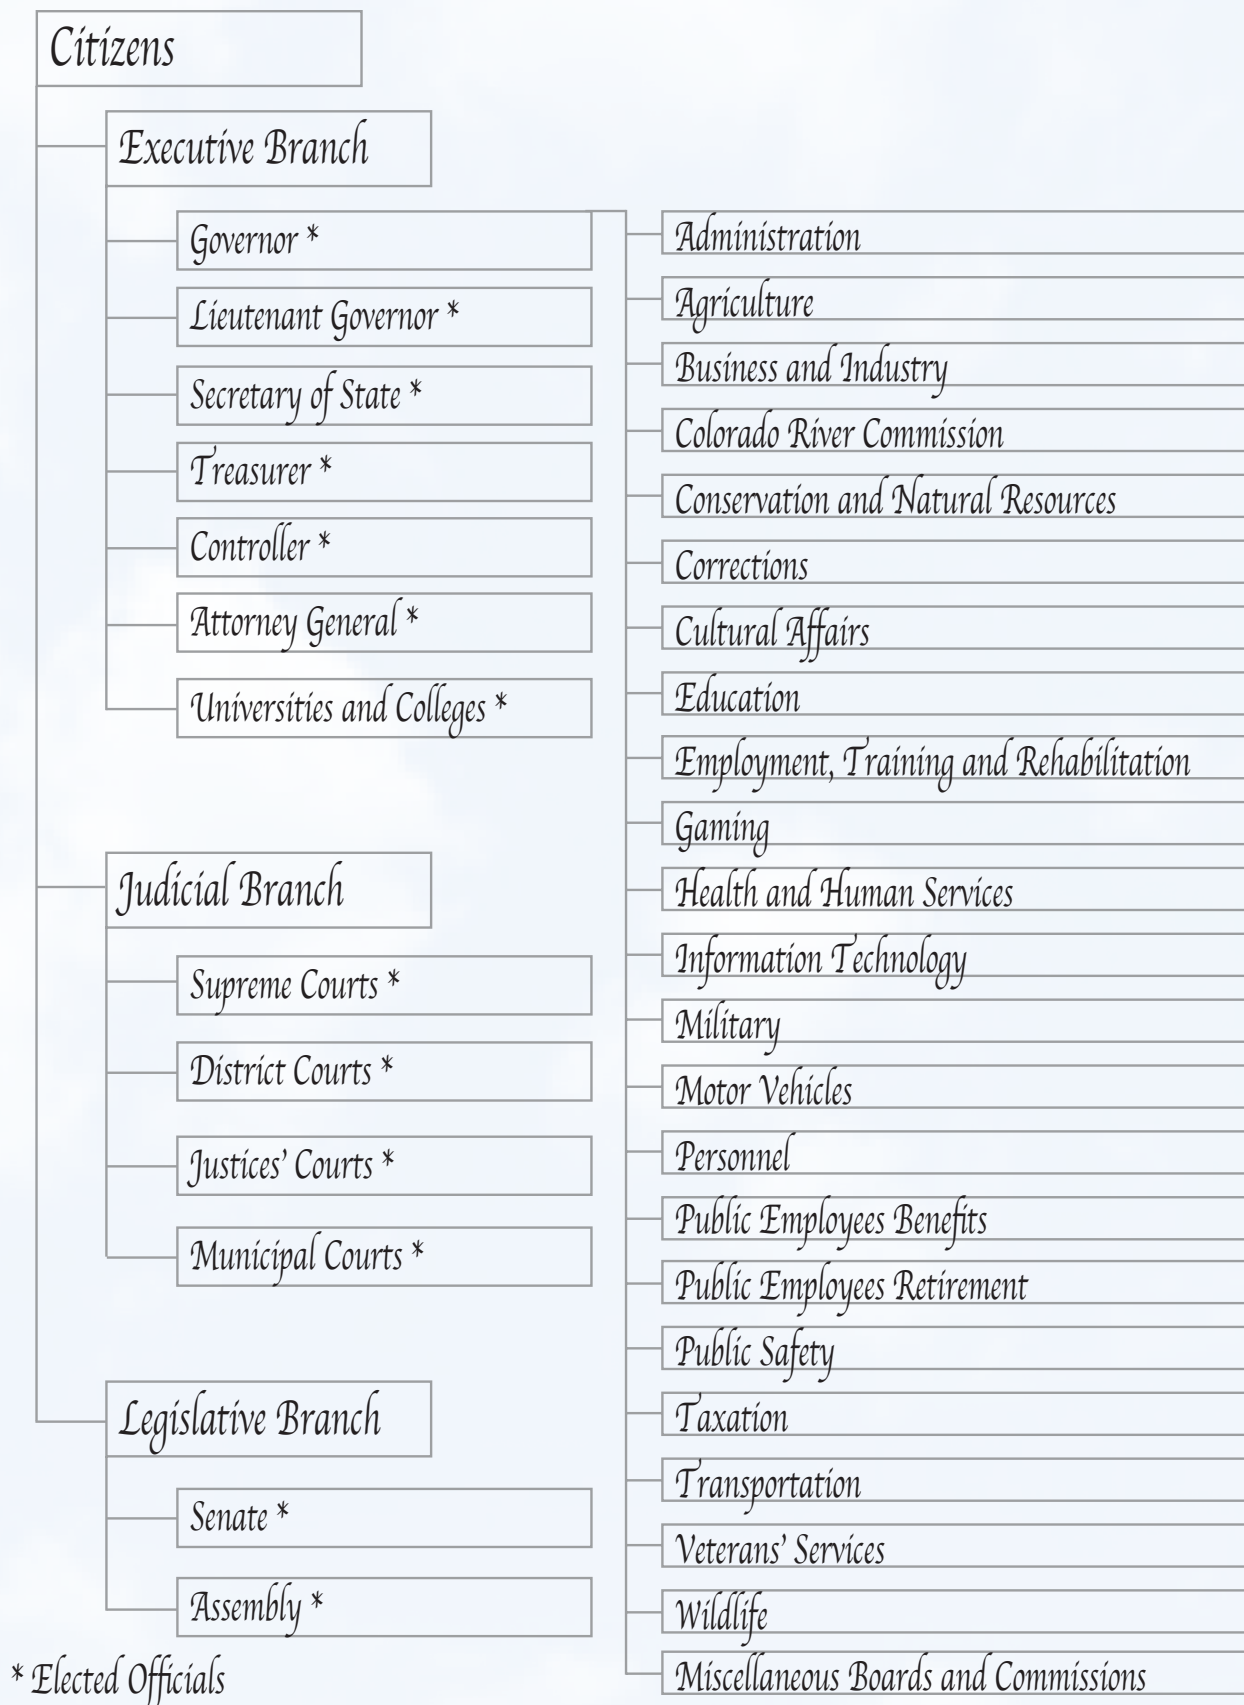 Citizens
Executive Branch
Governor *
Lieutenant Governor *
Secretary of State *
Treasurer *
Controller *
Attorney General *
Universities and Colleges *
Judicial Branch
Supreme Courts *
District Courts *
Justices' Courts *
Municipal Courts *
Legislative Branch
Senate *
Assembly *
* Elected Officials
Administration
Agriculture
Business and Industry
Colorado River Commission
Conservation and Natural Resources
Corrections
Cultural Affairs
Education
Employment, Training and Rehabilitation
Gaming
Health and Human Services
Information Technology
Military
Motor Vehicles
Personnel
Public Employees Benefits
Public Employees Retirement
Public Safety
Taxation
Transportation
Veterans' Services
Wildlife
Miscellaneous Boards and Commissions